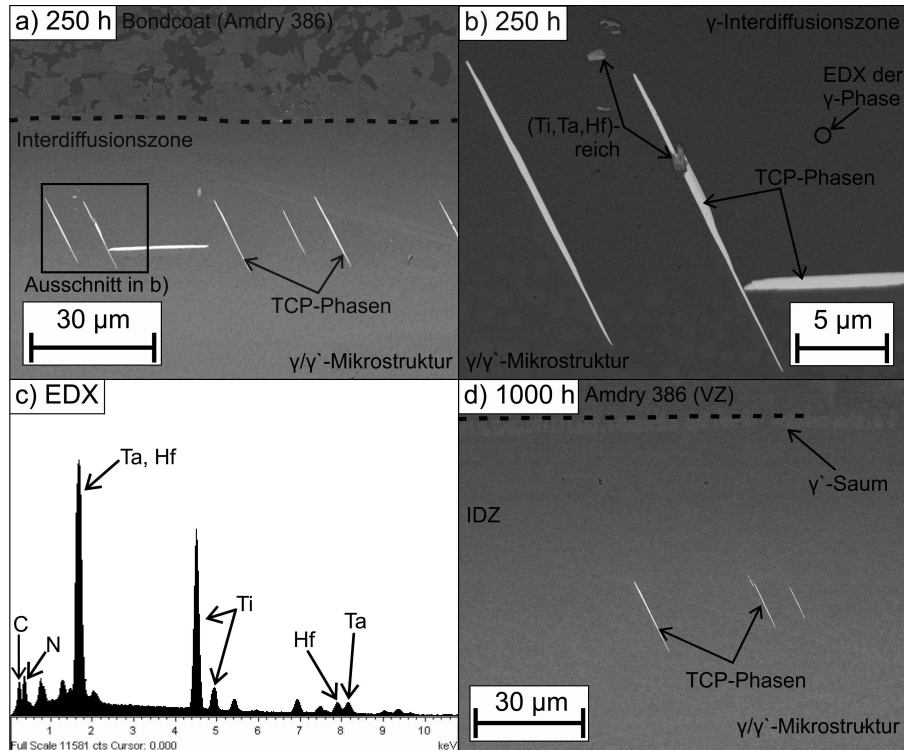 a) 250 h
Bondcoat (Amdry 386)
Interdiffusionszone
Ausschnitt in b)
TCP-Phasen
30 µm
γ/γ`-Mikrostruktur
b) 250 h
γ-Interdiffusionszone
EDX der
γ-Phase
(Ti,Ta,Hf)-
reich
TCP-Phasen
5 µm
γ/γ`-Mikrostruktur
c) EDX
Ta, Hf
C
N
Ti
Hf
Ta
1 2 3 4 5 6 7 8 9 10
Full Scale 11581 cts Cursor: 0.000
keV
d) 1000 h
Amdry 386 (VZ)
γ`-Saum
IDZ
TCP-Phasen
30 µm
γ/γ`-Mikrostruktur